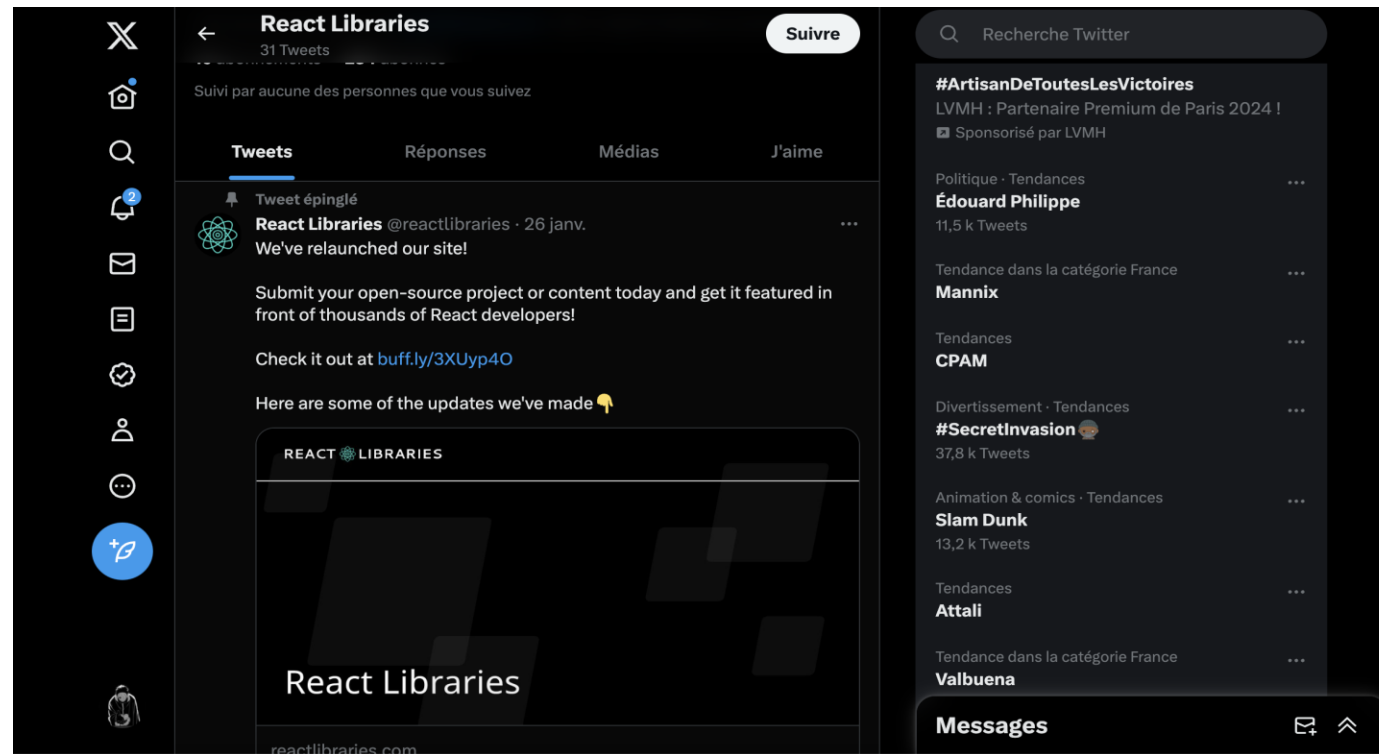 React Libraries
31 Tweets
Suivre
Suivi par aucune des personnes que vous suivez
Tweets
Réponses
Médias
J'aime
Tweet épinglé
React Libraries @reactlibraries · 26 janv.
We've relaunched our site!
Submit your open-source project or content today and get it featured in
front of thousands of React developers!
Check it out at buff.ly/3XUyp4O
Here are some of the updates we've made👇
REACT LIBRARIES
React Libraries
reactlibraries.com
2
Recherche Twitter
#ArtisanDeToutesLesVictoires
LVMH : Partenaire Premium de Paris 2024 !
Sponsorisé par LVMH
Politique · Tendances
Édouard Philippe
11,5 k Tweets
Tendance dans la catégorie France
Mannix
Tendances
CPAM
Divertissement · Tendances
#SecretInvasion
37,8 k Tweets
Animation & comics · Tendances
Slam Dunk
13,2 k Tweets
Tendances
Attali
Tendance dans la catégorie France
Valbuena
Messages